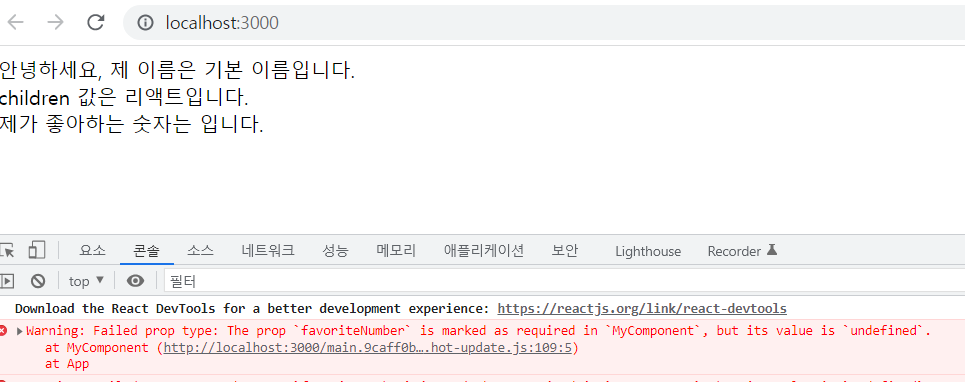 localhost:3000
안녕하세요, 제 이름은 기본 이름입니다.
children 값은 리액트입니다.
제가 좋아하는 숫자는 입니다.
요소 콘솔 소스 네트워크 성능 메모리 애플리케이션 보안 Lighthouse Recorder
top ▼ 필터
Download the React DevTools for a better development experience: https://reactjs.org/link/react-devtools
Warning: Failed prop type: The prop `favoriteNumber` is marked as required in `MyComponent`, but its value is `undefined`.
at MyComponent (http://localhost:3000/main.9caff0b….hot-update.js:109:5)
at App